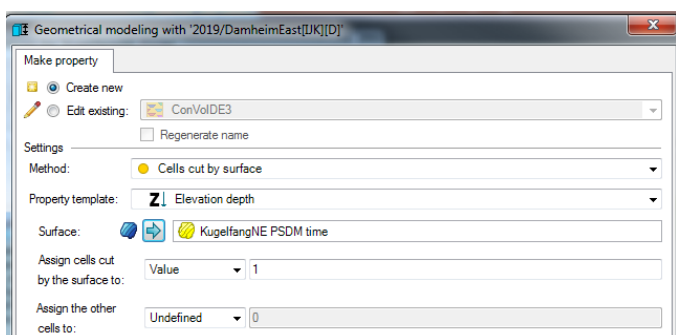 Geometrical modeling with '2019/DamheimEast[IJK][D]'
Make property
Create new
Edit existing: ConVolDE3
Regenerate name
Settings
Method: Cells cut by surface
Property template: Z Elevation depth
Surface: KugelfangNE PSDM time
Assign cells cut
by the surface to: Value 1
Assign the other
cells to: Undefined 0